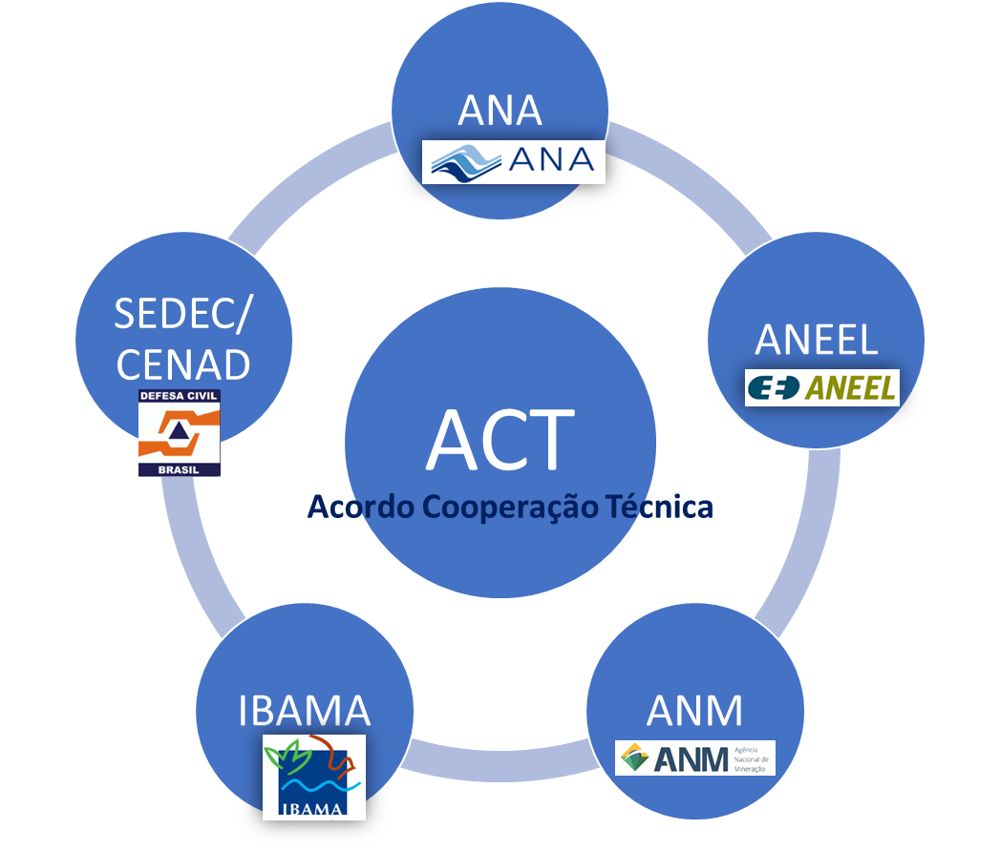 ANA
ANA
SEDEC/
CENAD
DEFESA CIVIL
BRASIL
ANEEL
ANEEL
ACT
Acordo Cooperação Técnica
IBAMA
IBAMA
ANM
ANM
Agência
Nacional de
Mineração